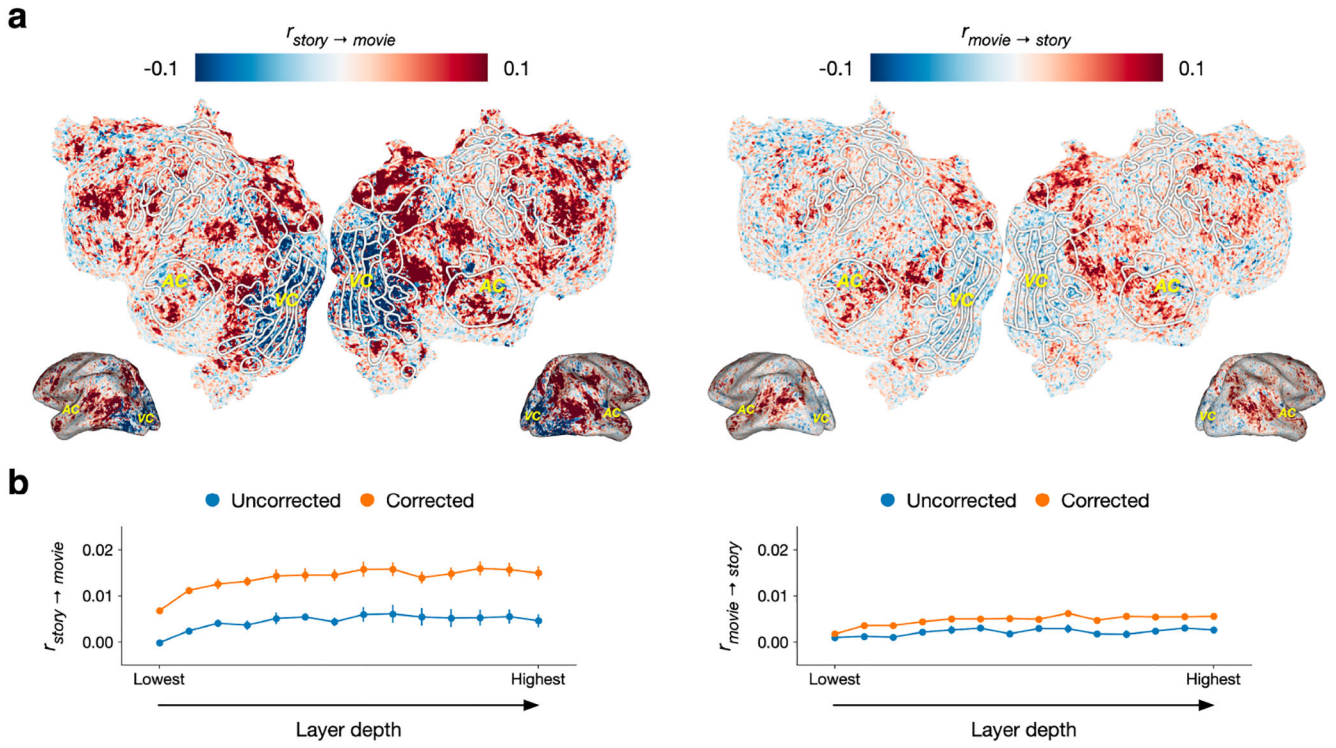 a
r story → movie
-0.1 0.1
r movie → story
-0.1 0.1
AC VC VC AC
AC VC VC AC
AC VC VC AC
AC VC VC AC
b
Uncorrected Corrected
r story → movie
0.02
0.01
0.00
Lowest Highest
Layer depth
Uncorrected Corrected
r movie → story
0.02
0.01
0.00
Lowest Highest
Layer depth